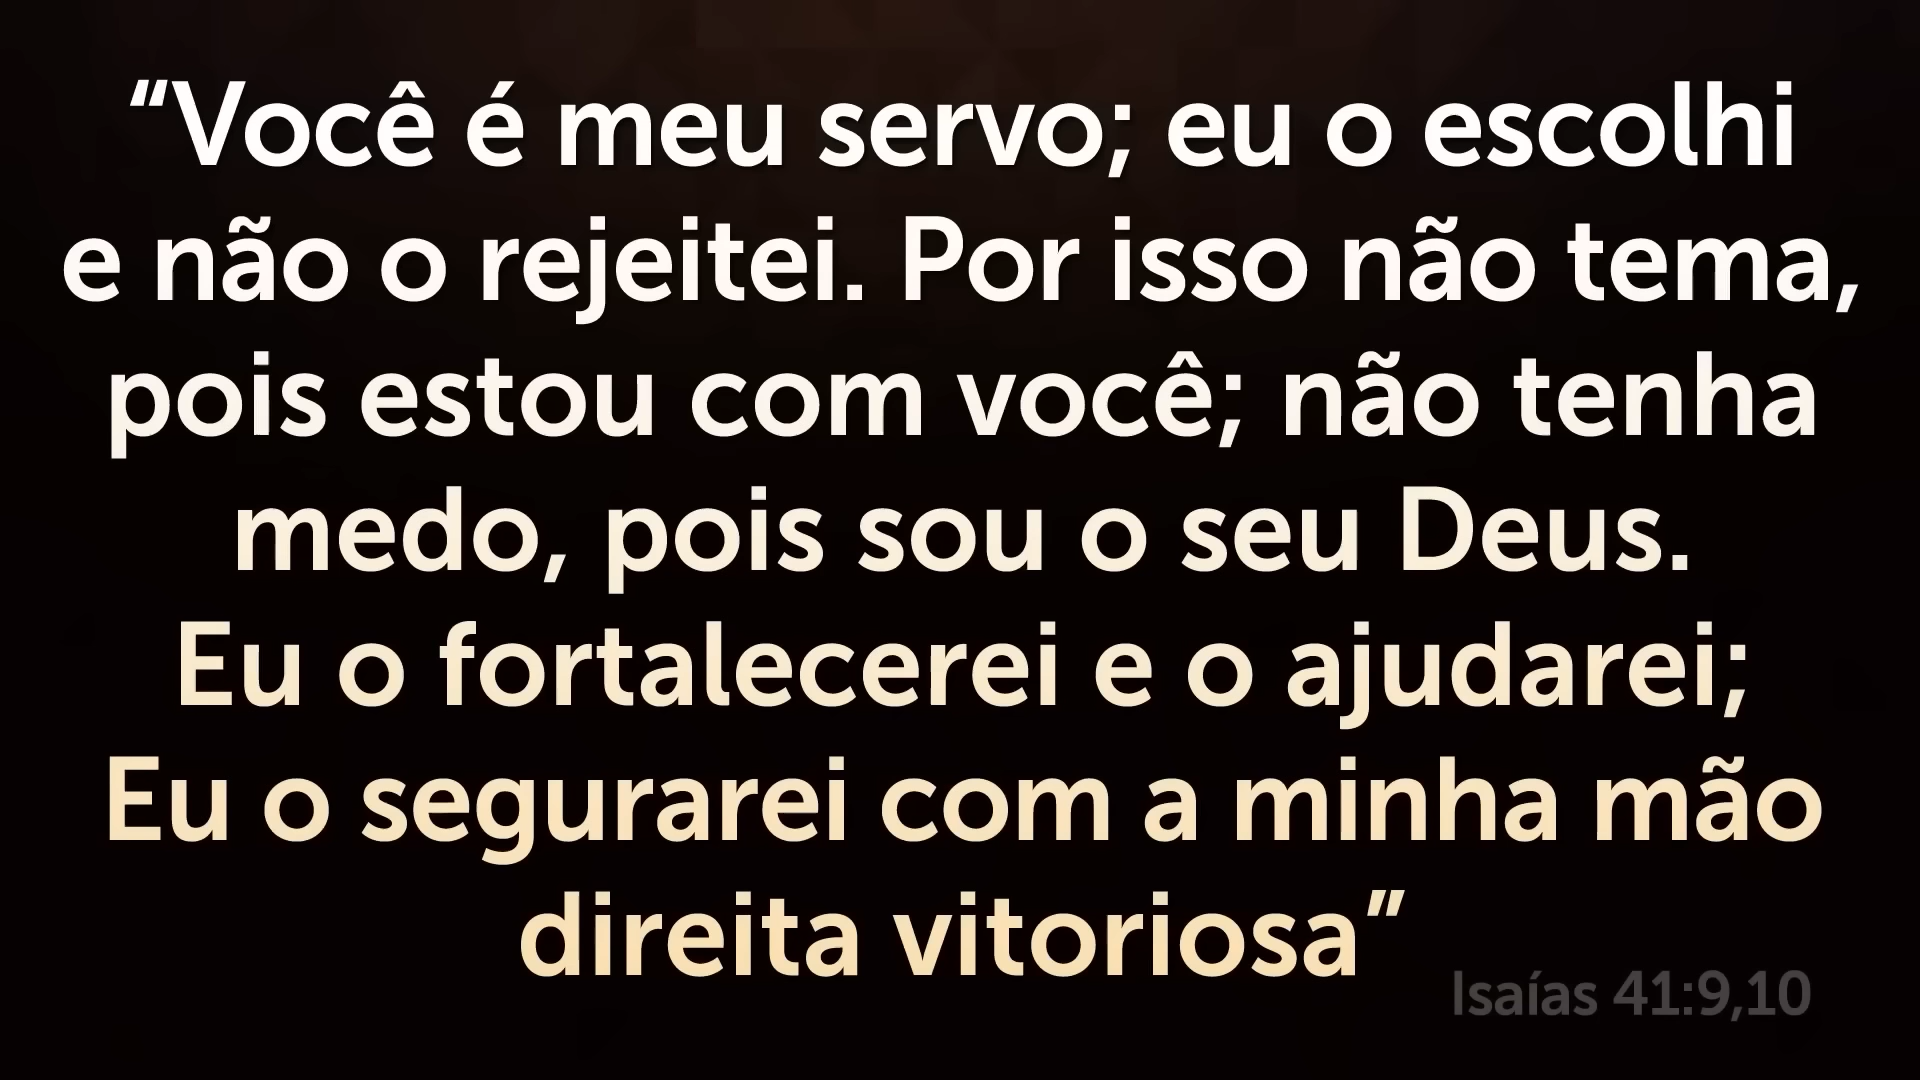 “Você é meu servo; eu o escolhi
e não o rejeitei. Por isso não tema,
pois estou com você; não tenha
medo, pois sou o seu Deus.
Eu o fortalecerei e o ajudarei;
Eu o segurarei com a minha mão
direita vitoriosa”
Isaías 41:9,10